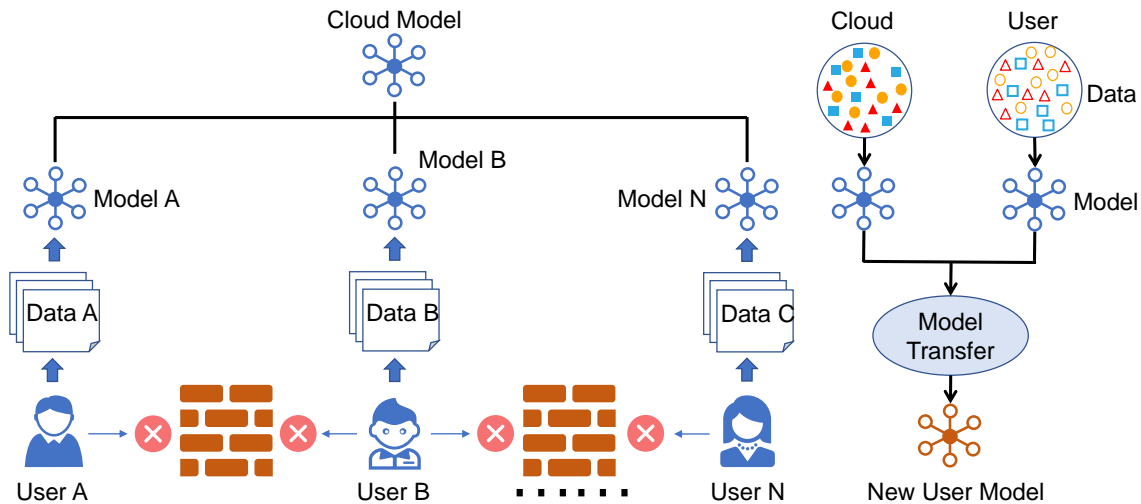 Cloud Model
Model A
Model B
Model N
Data A
Data B
Data C
User A
User B
User N
Cloud
User
Data
Model
Model
Transfer
New User Model